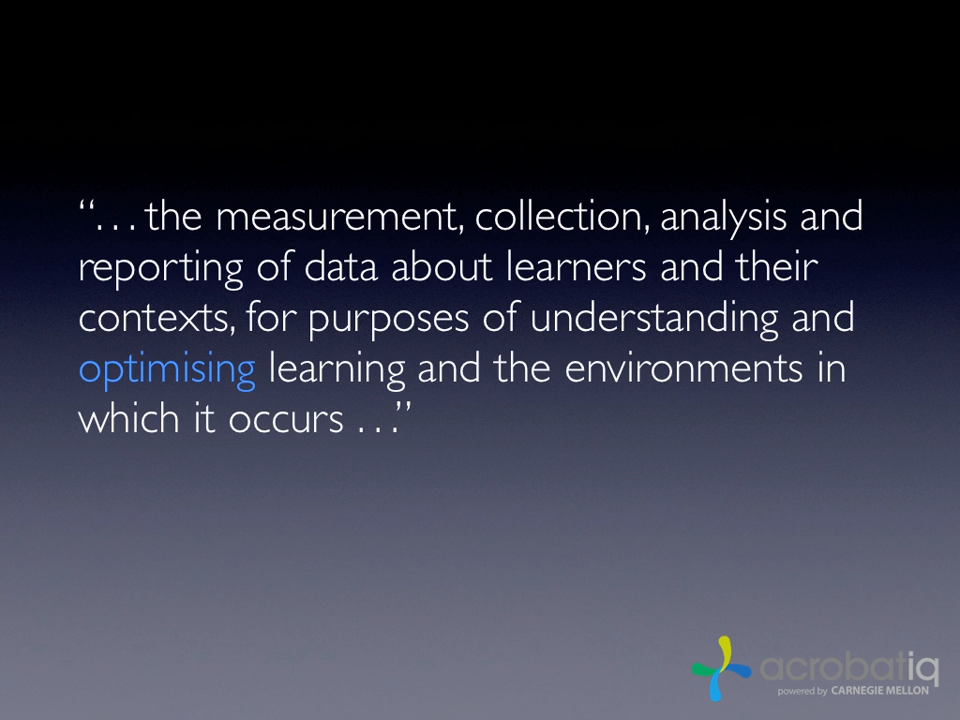 “. . . the measurement, collection, analysis and
reporting of data about learners and their
contexts, for purposes of understanding and
optimising learning and the environments in
which it occurs . . .”
acrobatiq
powered by CARNEGIE MELLON